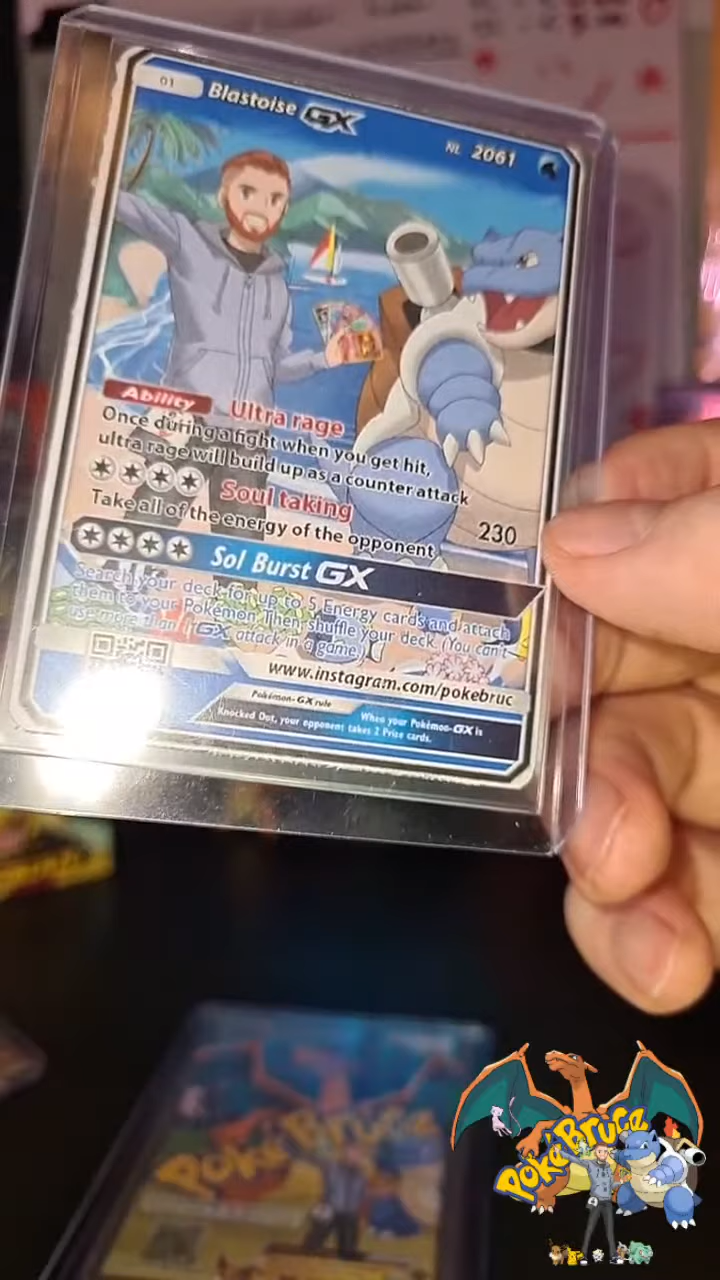 01 Blastoise GX NL 2061
Ability Ultra rage
Once during a fight when you get hit,
ultra rage will build up as a counter attack
Soul taking
Take all of the energy of the opponent
230
Sol Burst GX
Search your deck for up to 5 Energy cards and attach
them to your Pokémon. Then, shuffle your deck. (You can't
use more than 1 GX attack in a game.)
www.instagram.com/pokebruc
Pokémon-GX rule
When your Pokémon-GX is
Knocked Out, your opponent takes 2 Prize cards.
PokeBruce
PokeBruce